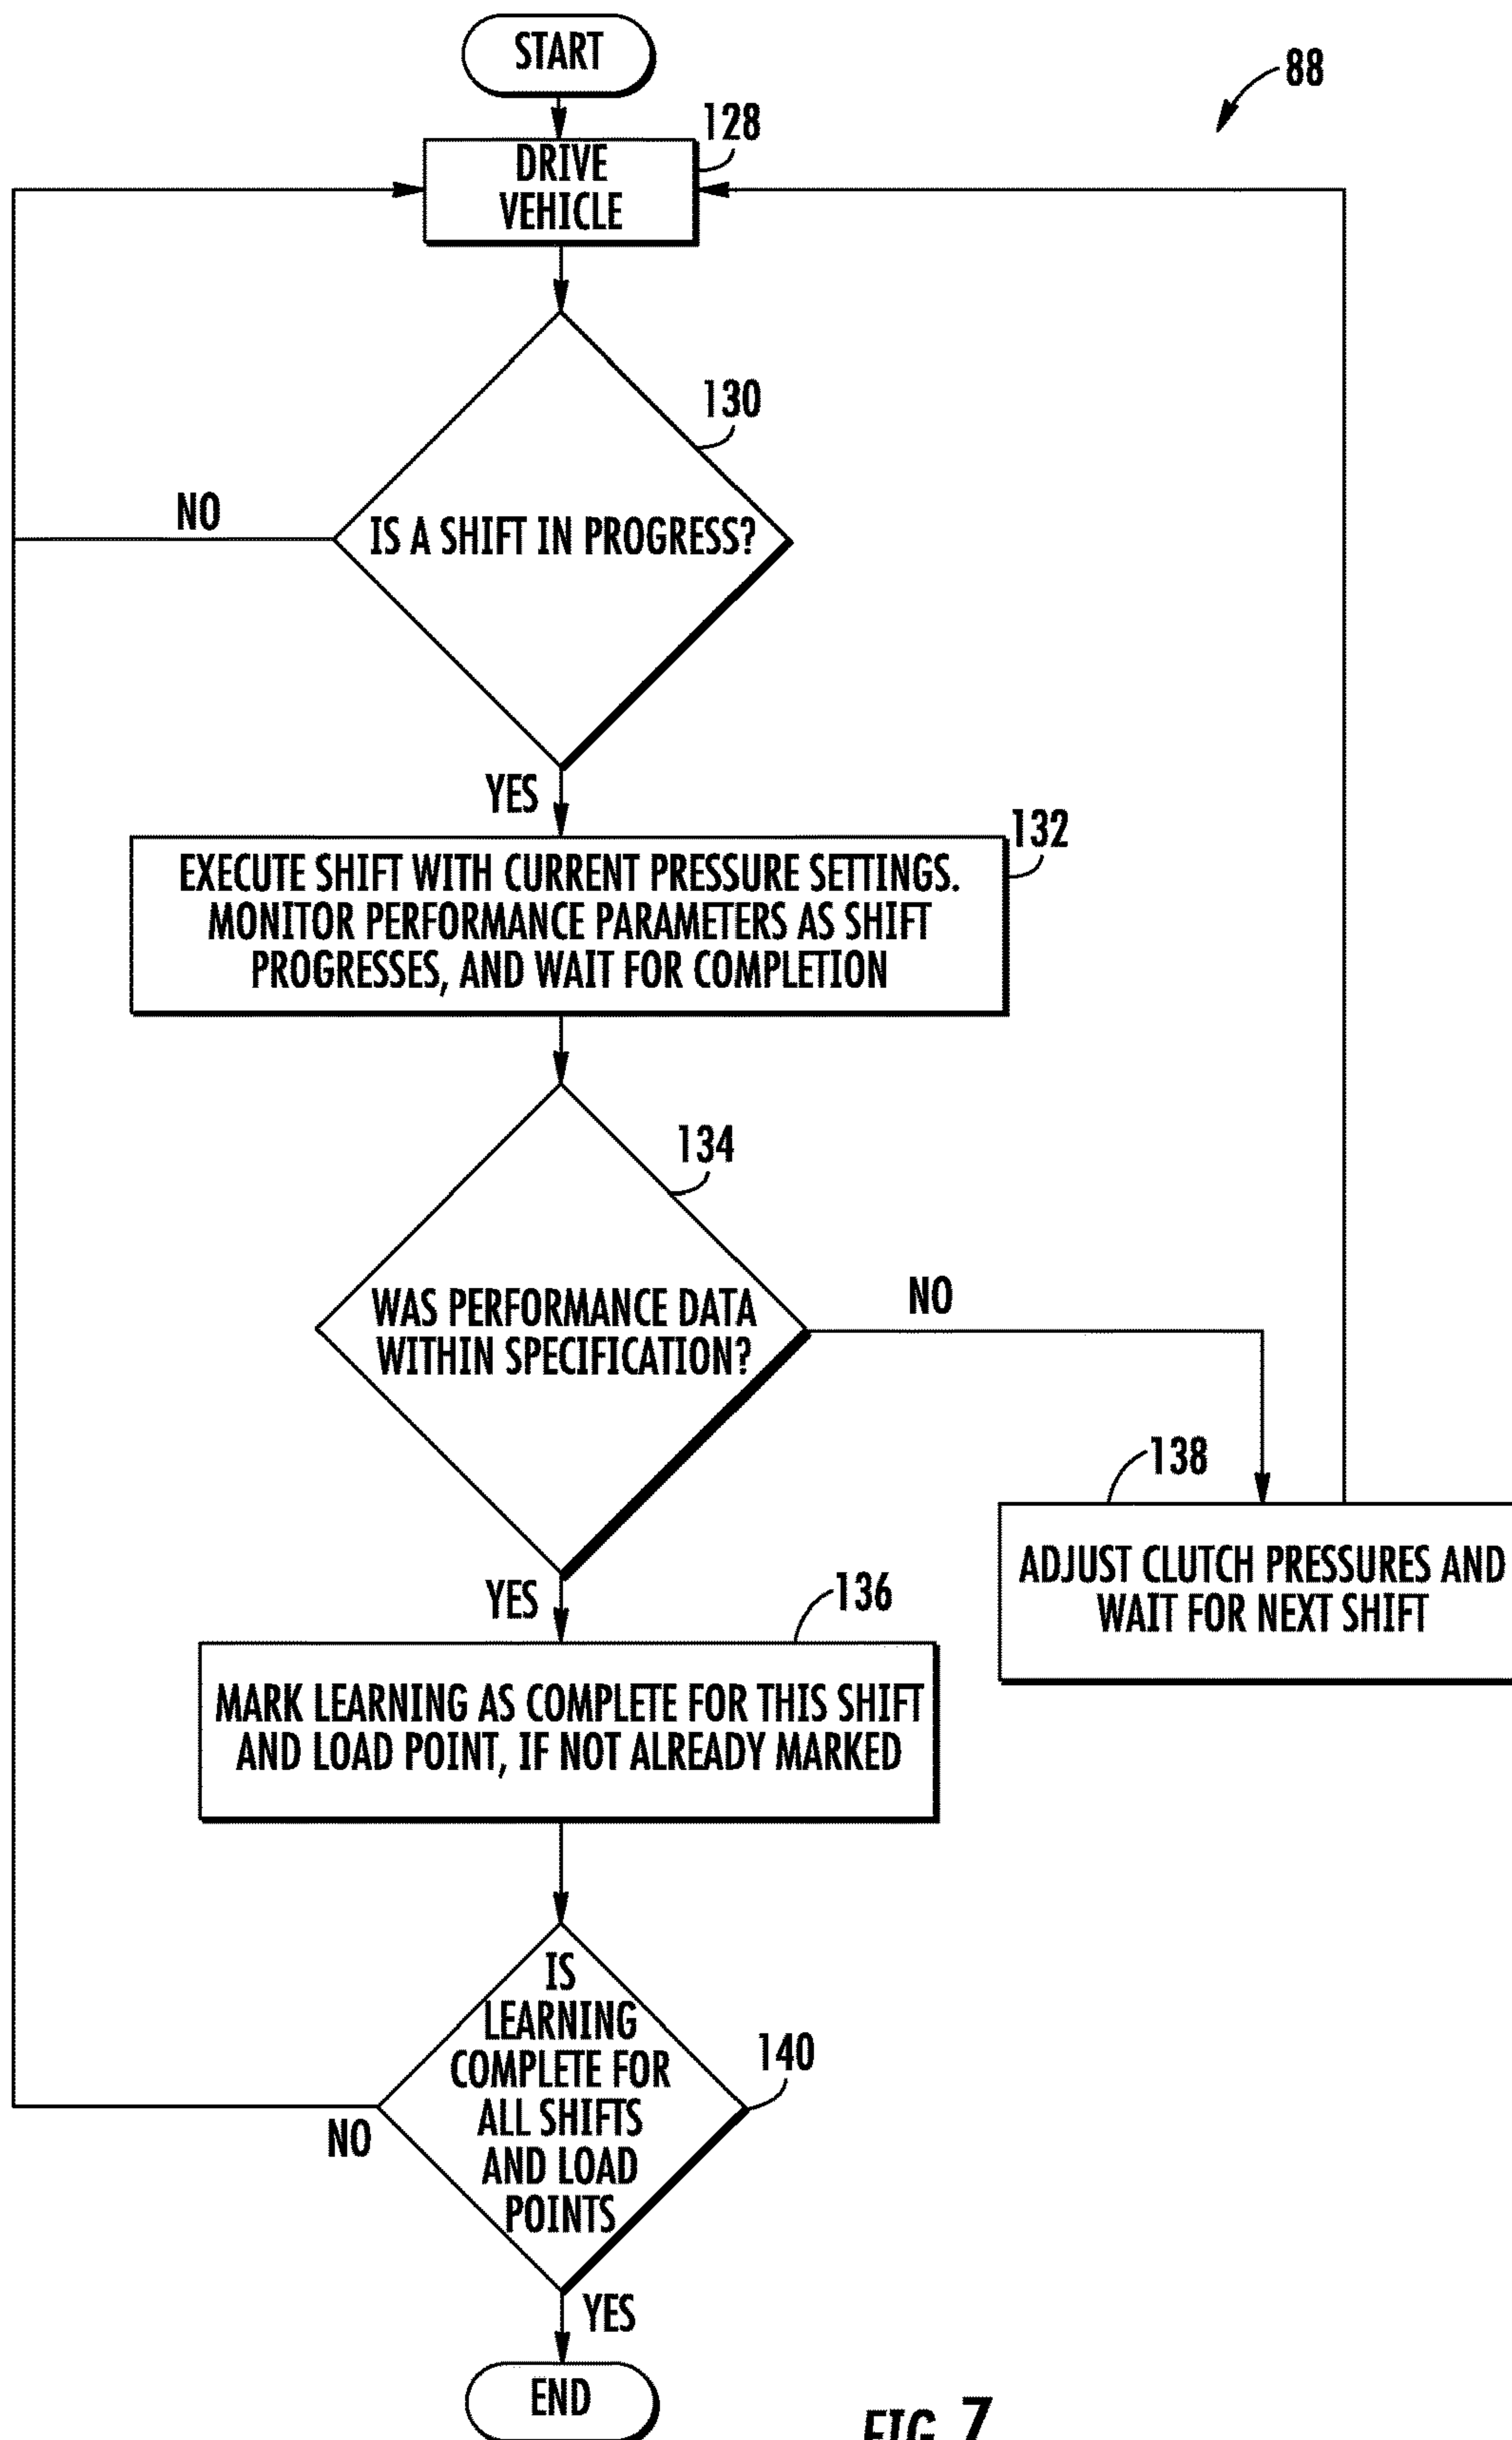 START
88
128
DRIVE
VEHICLE
130
NO
IS A SHIFT IN PROGRESS?
YES
132
EXECUTE SHIFT WITH CURRENT PRESSURE SETTINGS.
MONITOR PERFORMANCE PARAMETERS AS SHIFT
PROGRESSES, AND WAIT FOR COMPLETION
134
WAS PERFORMANCE DATA
WITHIN SPECIFICATION?
NO
138
ADJUST CLUTCH PRESSURES AND
WAIT FOR NEXT SHIFT
YES
136
MARK LEARNING AS COMPLETE FOR THIS SHIFT
AND LOAD POINT, IF NOT ALREADY MARKED
IS
LEARNING
COMPLETE FOR
ALL SHIFTS
AND LOAD
POINTS
140
NO
YES
END
FIG. 7